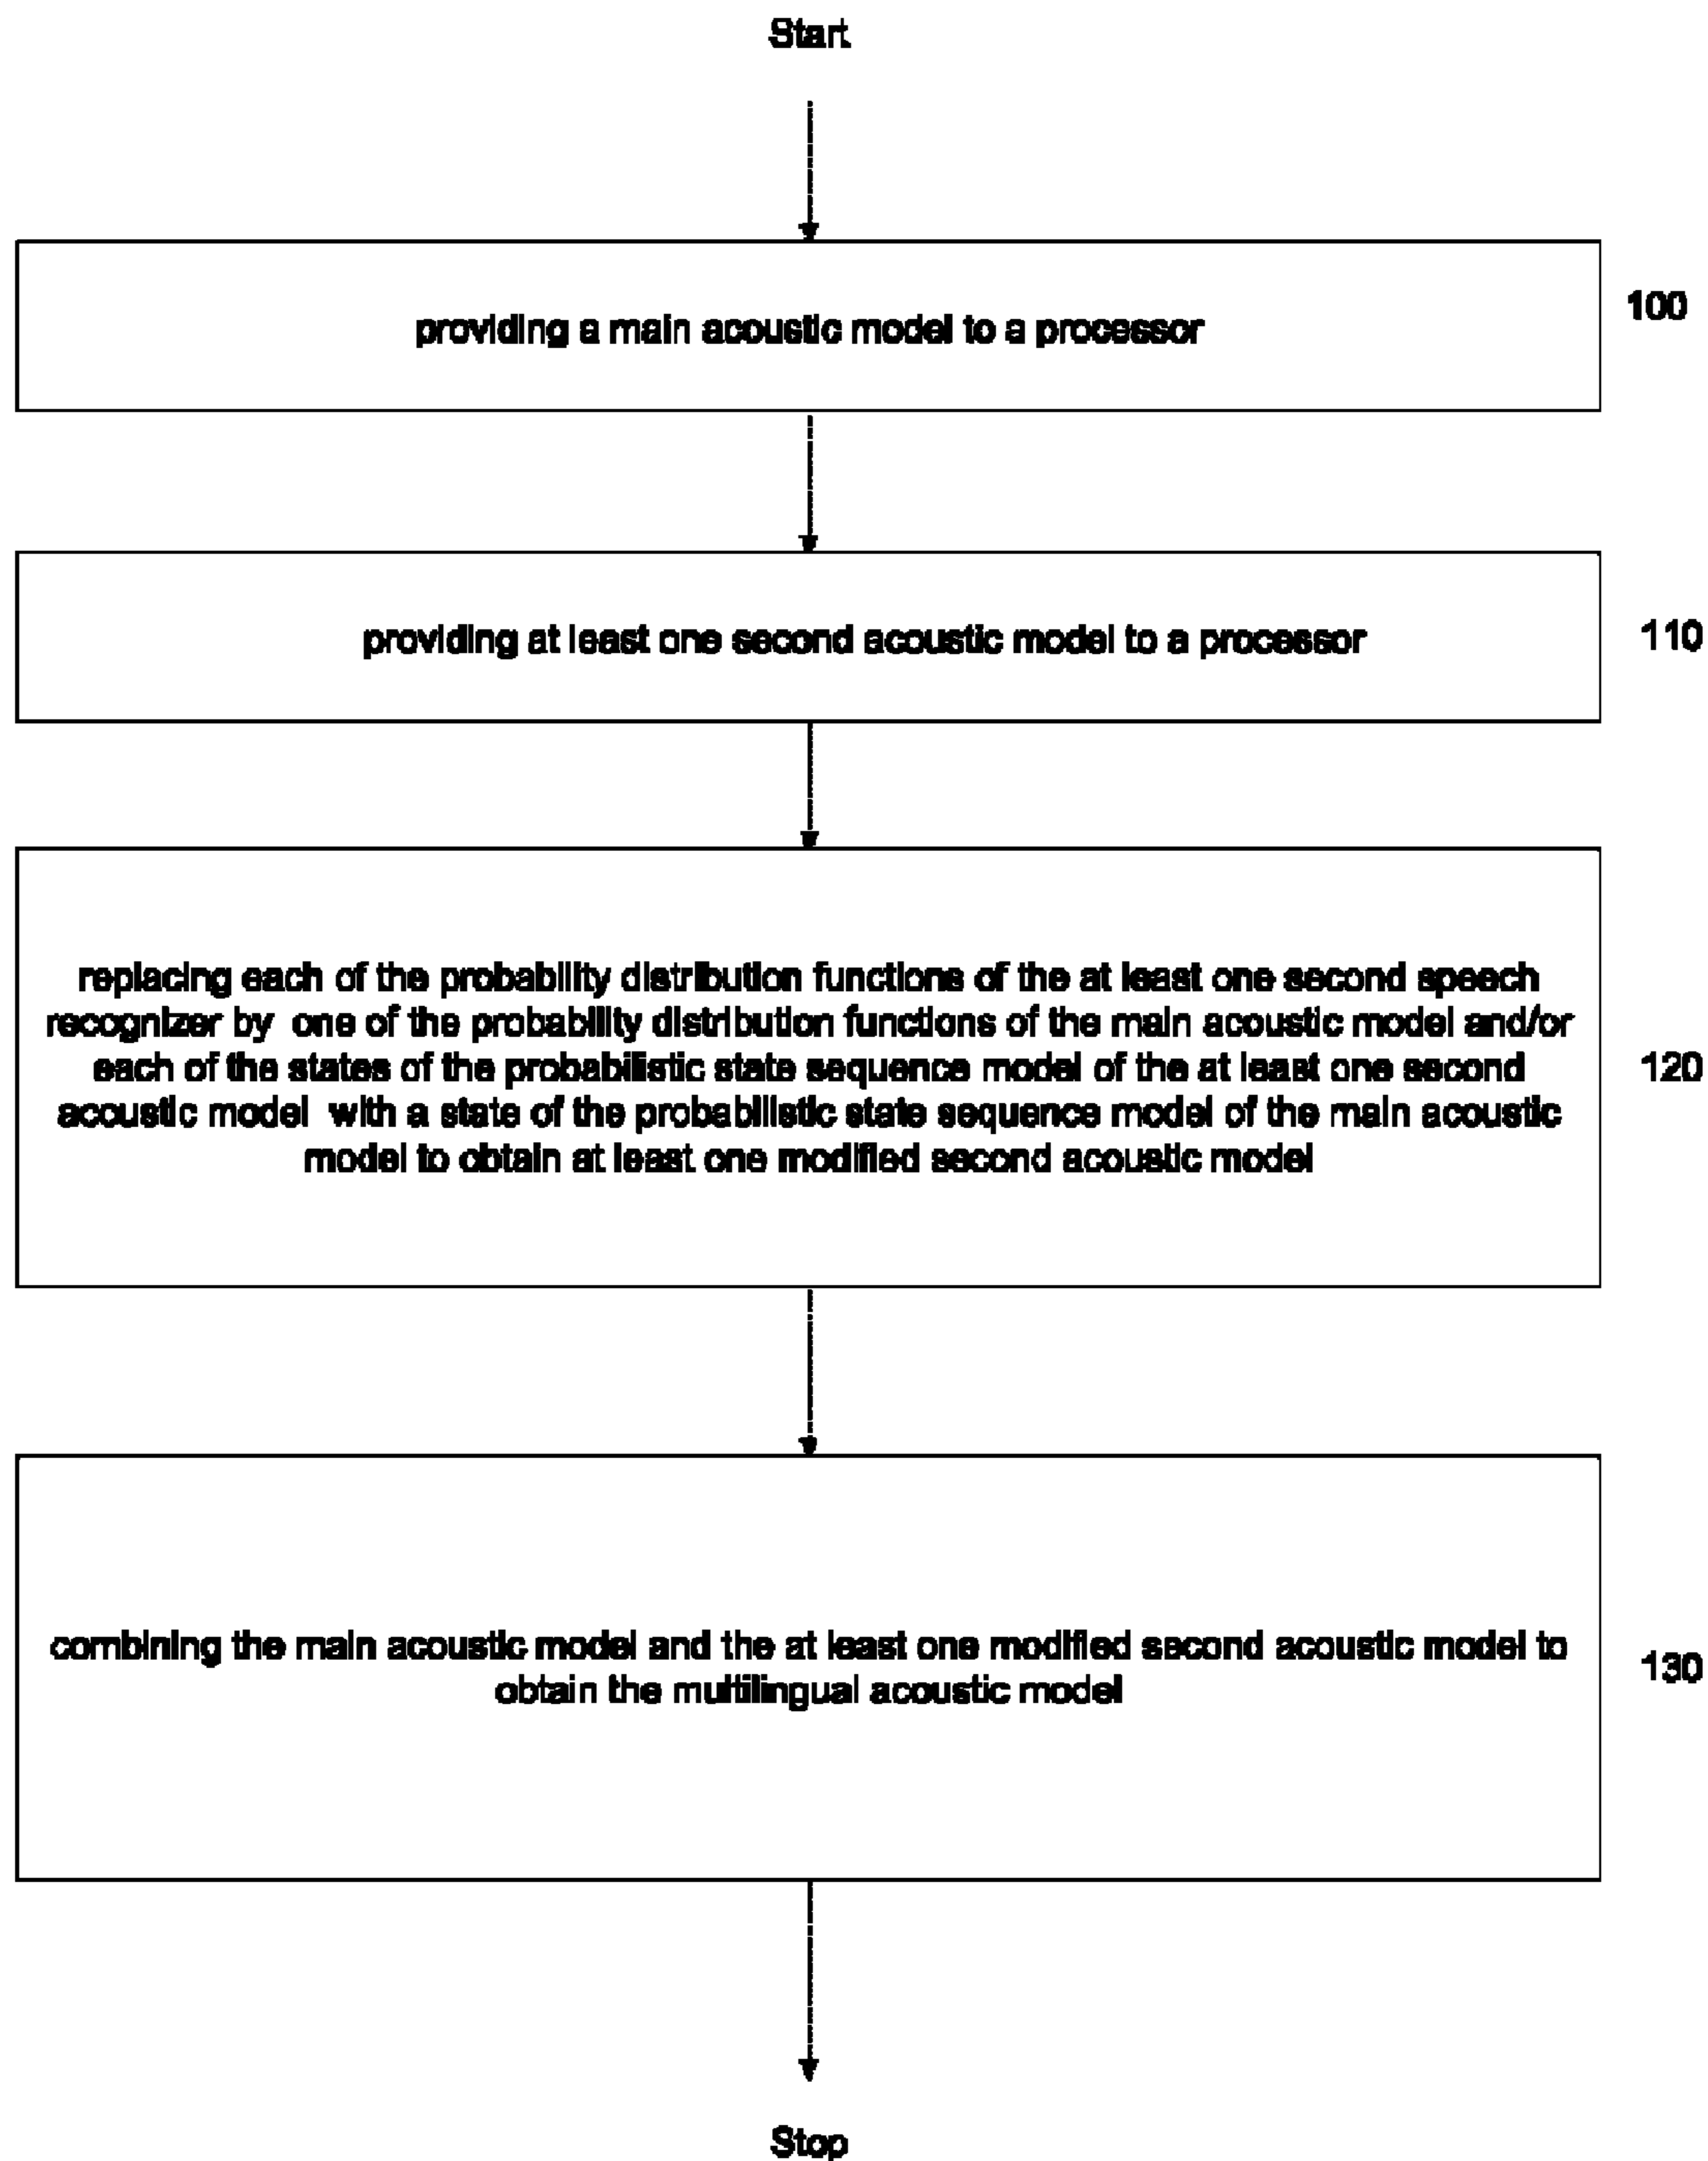 Start
providing a main acoustic model to a processor
100
providing at least one second acoustic model to a processor
110
replacing each of the probability distribution functions of the at least one second speech
recognizer by one of the probability distribution functions of the main acoustic model and/or
each of the states of the probabilistic state sequence model of the at least one second
acoustic model with a state of the probabilistic state sequence model of the main acoustic
model to obtain at least one modified second acoustic model
120
combining the main acoustic model and the at least one modified second acoustic model to
obtain the multilingual acoustic model
130
Stop